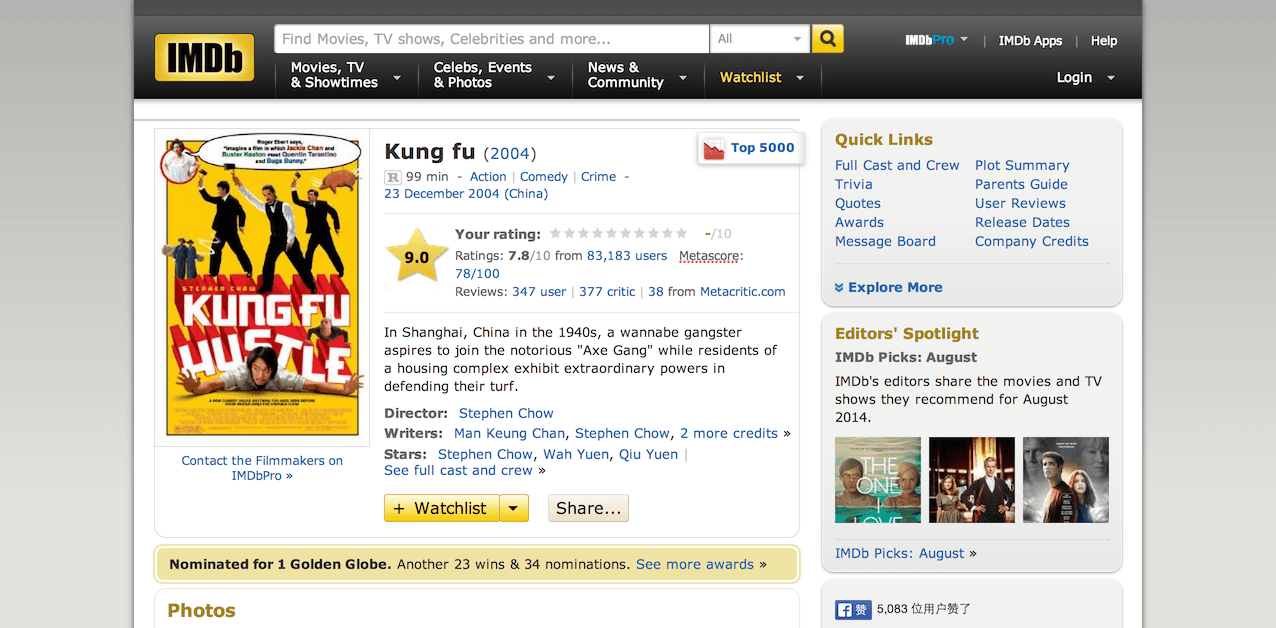 IMDb
Find Movies, TV shows, Celebrities and more...
All
IMDbPro
|
IMDb Apps
|
Help
Movies, TV
& Showtimes
Celebs, Events
& Photos
News &
Community
Watchlist
Login
Roger Ebert says,
"Imagine a film in which Jackie Chan and
Buster Keaton meet Quentin Tarantino
and Bugs Bunny."
STEPHEN CHOW
KUNG FU
HUSTLE
Contact the Filmmakers on
IMDbPro »
Kung fu (2004)
Top 5000
R 99 min - Action | Comedy | Crime -
23 December 2004 (China)
9.0
Your rating: -/10
Ratings: 7.8/10 from 83,183 users Metascore:
78/100
Reviews: 347 user | 377 critic | 38 from Metacritic.com
In Shanghai, China in the 1940s, a wannabe gangster
aspires to join the notorious "Axe Gang" while residents of
a housing complex exhibit extraordinary powers in
defending their turf.
Director: Stephen Chow
Writers: Man Keung Chan, Stephen Chow, 2 more credits »
Stars: Stephen Chow, Wah Yuen, Qiu Yuen |
See full cast and crew »
+ Watchlist
Share...
Nominated for 1 Golden Globe. Another 23 wins & 34 nominations. See more awards »
Photos
Quick Links
Full Cast and Crew Plot Summary
Trivia Parents Guide
Quotes User Reviews
Awards Release Dates
Message Board Company Credits
Explore More
Editors' Spotlight
IMDb Picks: August
IMDb's editors share the movies and TV
shows they recommend for August
2014.
THE
ONE
I
LOVE
IMDb Picks: August »
赞 5,083 位用户赞了